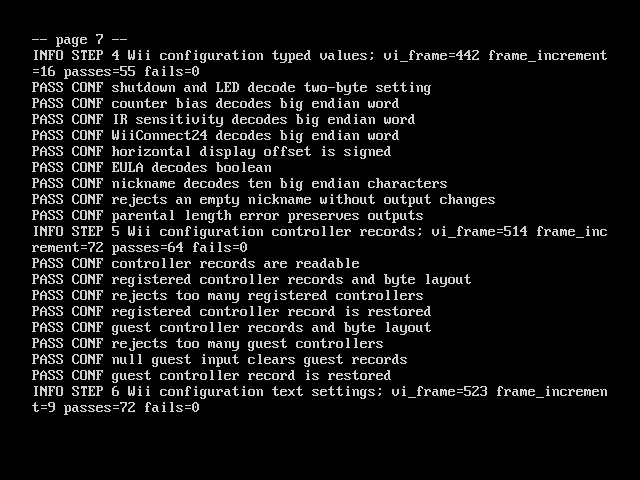 -- page 7 --
INFO STEP 4 Wii configuration typed values; vi_frame=442 frame_increment
=16 passes=55 fails=0
PASS CONF shutdown and LED decode two-byte setting
PASS CONF counter bias decodes big endian word
PASS CONF IR sensitivity decodes big endian word
PASS CONF WiiConnect24 decodes big endian word
PASS CONF horizontal display offset is signed
PASS CONF EULA decodes boolean
PASS CONF nickname decodes ten big endian characters
PASS CONF rejects an empty nickname without output changes
PASS CONF parental length error preserves outputs
INFO STEP 5 Wii configuration controller records; vi_frame=514 frame_inc
rement=72 passes=64 fails=0
PASS CONF controller records are readable
PASS CONF registered controller records and byte layout
PASS CONF rejects too many registered controllers
PASS CONF registered controller record is restored
PASS CONF guest controller records and byte layout
PASS CONF rejects too many guest controllers
PASS CONF null guest input clears guest records
PASS CONF guest controller record is restored
INFO STEP 6 Wii configuration text settings; vi_frame=523 frame_incremen
t=9 passes=72 fails=0